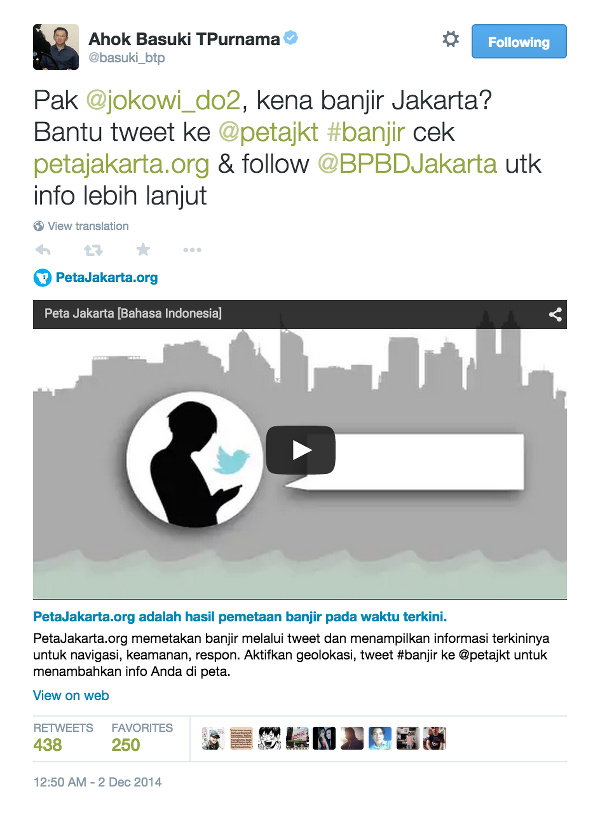 Ahok Basuki TPurnama
@basuki_btp
Following
Pak @jokowi_do2, kena banjir Jakarta?
Bantu tweet ke @petajkt #banjir cek
petajakarta.org & follow @BPBDJakarta utk
info lebih lanjut
View translation
PetaJakarta.org
Peta Jakarta [Bahasa Indonesia]
PetaJakarta.org adalah hasil pemetaan banjir pada waktu terkini.
PetaJakarta.org memetakan banjir melalui tweet dan menampilkan informasi terkininya
untuk navigasi, keamanan, respon. Aktifkan geolokasi, tweet #banjir ke @petajkt untuk
menambahkan info Anda di peta.
View on web
RETWEETS FAVORITES
438 250
12:50 AM - 2 Dec 2014